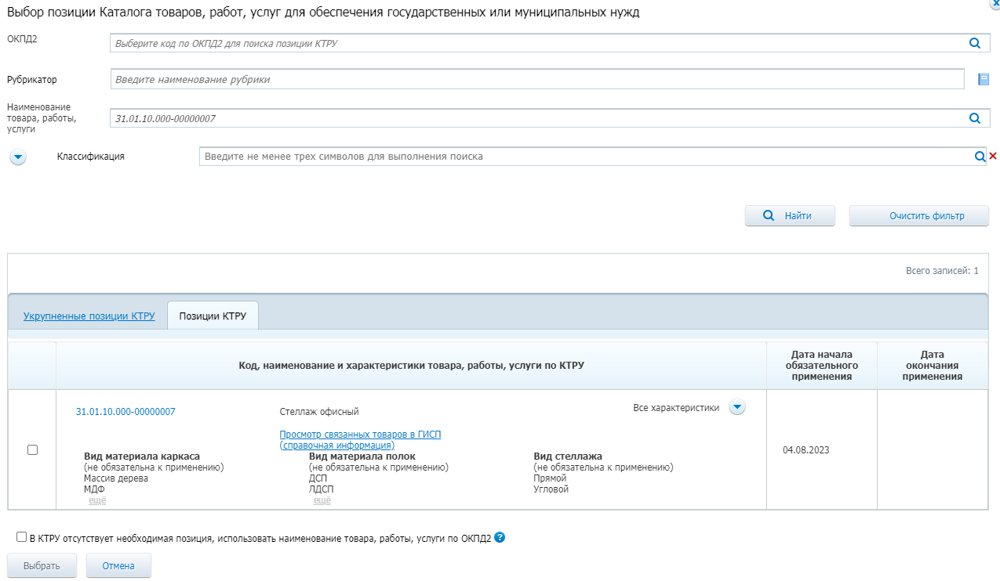 Выбор позиции Каталога товаров, работ, услуг для обеспечения государственных или муниципальных нужд
ОКПД2
Выберите код по ОКПД2 для поиска позиции КТРУ
Рубрикатор
Введите наименование рубрики
Наименование
товара, работы,
услуги
31.01.10.000-00000007
Классификация
Введите не менее трех символов для выполнения поиска
Найти
Очистить фильтр
Всего записей: 1
Укрупненные позиции КТРУ
Позиции КТРУ
Код, наименование и характеристики товара, работы, услуги по КТРУ
Дата начала
обязательного
применения
Дата
окончания
применения
31.01.10.000-00000007
Стеллаж офисный
Все характеристики
Просмотр связанных товаров в ГИСП
(справочная информация)
Вид материала каркаса
(не обязательна к применению)
Массив дерева
МДФ
ещё
Вид материала полок
(не обязательна к применению)
ДСП
ЛДСП
ещё
Вид стеллажа
(не обязательна к применению)
Прямой
Угловой
04.08.2023
В КТРУ отсутствует необходимая позиция, использовать наименование товара, работы, услуги по ОКПД2 ?
Выбрать
Отмена